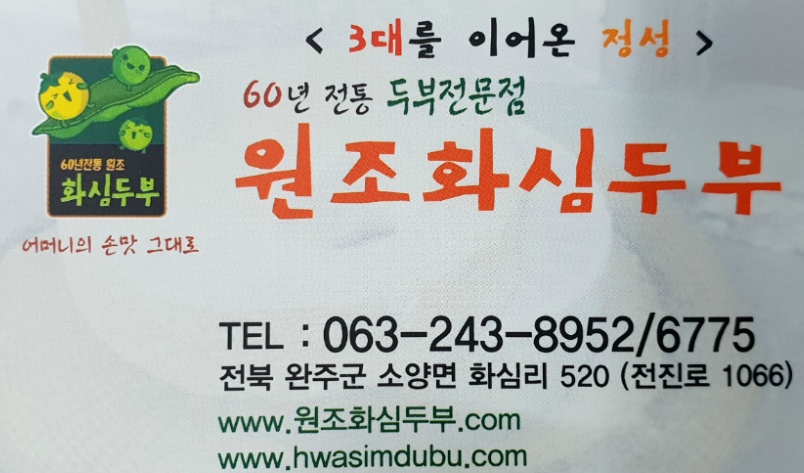 < 3대를 이어온 정성 >
60년 전통 두부전문점
원조화심두부
60년전통 원조
화심두부
어머니의 손맛 그대로
TEL : 063-243-8952/6775
전북 완주군 소양면 화심리 520 (전진로 1066)
www.원조화심두부.com
www.hwasimdubu.com